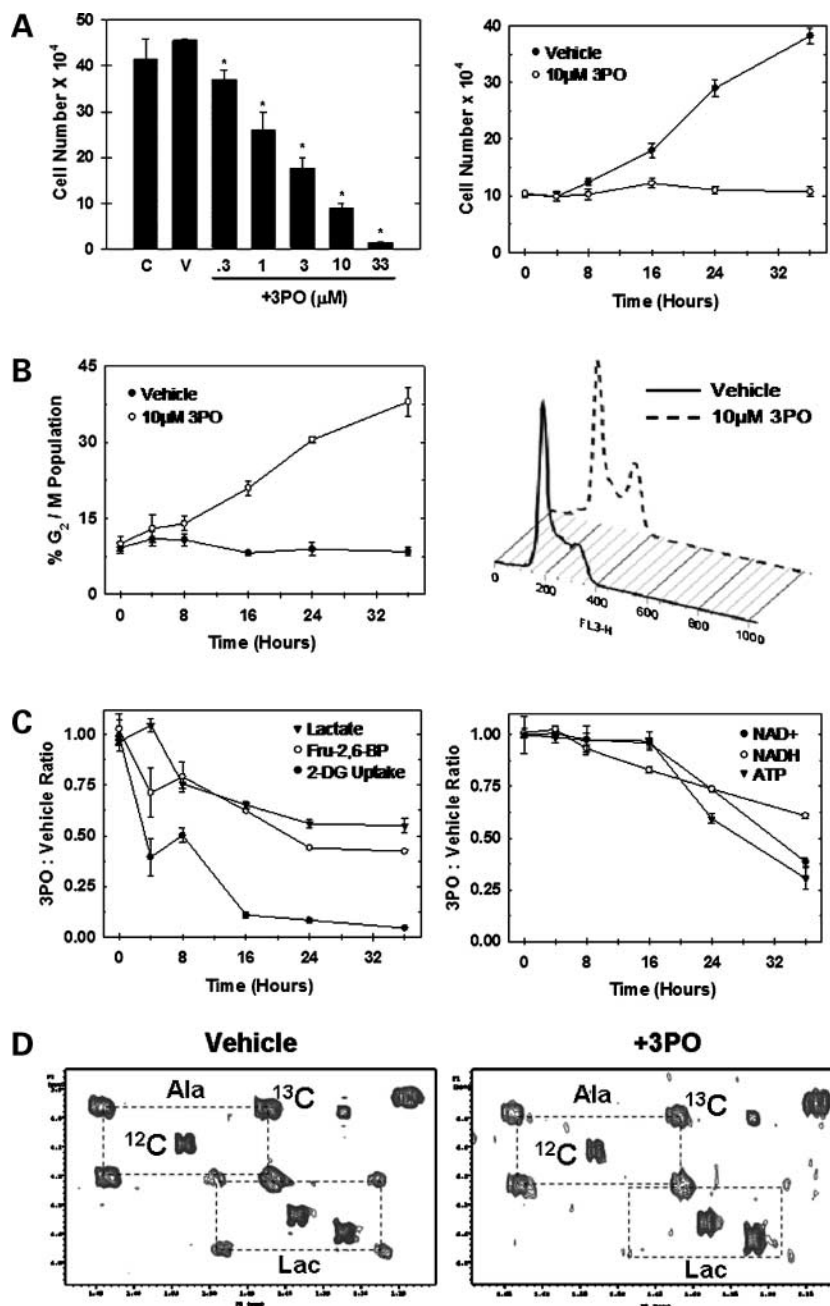 A
Cell Number X 10⁴
50
40
30
20
10
0
C V .3 1 3 10 33
* * * * *
+3PO (µM)
Cell Number x 10⁴
40
30
20
10
0
Vehicle
10µM 3PO
0 8 16 24 32
Time (Hours)
B
% G₂ / M Population
45
30
15
0
Vehicle
10µM 3PO
0 8 16 24 32
Time (Hours)
Vehicle
10µM 3PO
0 200 400 600 800 1000
FL3-H
C
3PO : Vehicle Ratio
1.00
0.75
0.50
0.25
0.00
Lactate
Fru-2,6-BP
2-DG Uptake
0 8 16 24 32
Time (Hours)
3PO : Vehicle Ratio
1.00
0.75
0.50
0.25
0.00
NAD+
NADH
ATP
0 8 16 24 32
Time (Hours)
D
Vehicle
Ala
¹³C
¹²C
Lac
+3PO
Ala
¹³C
¹²C
Lac